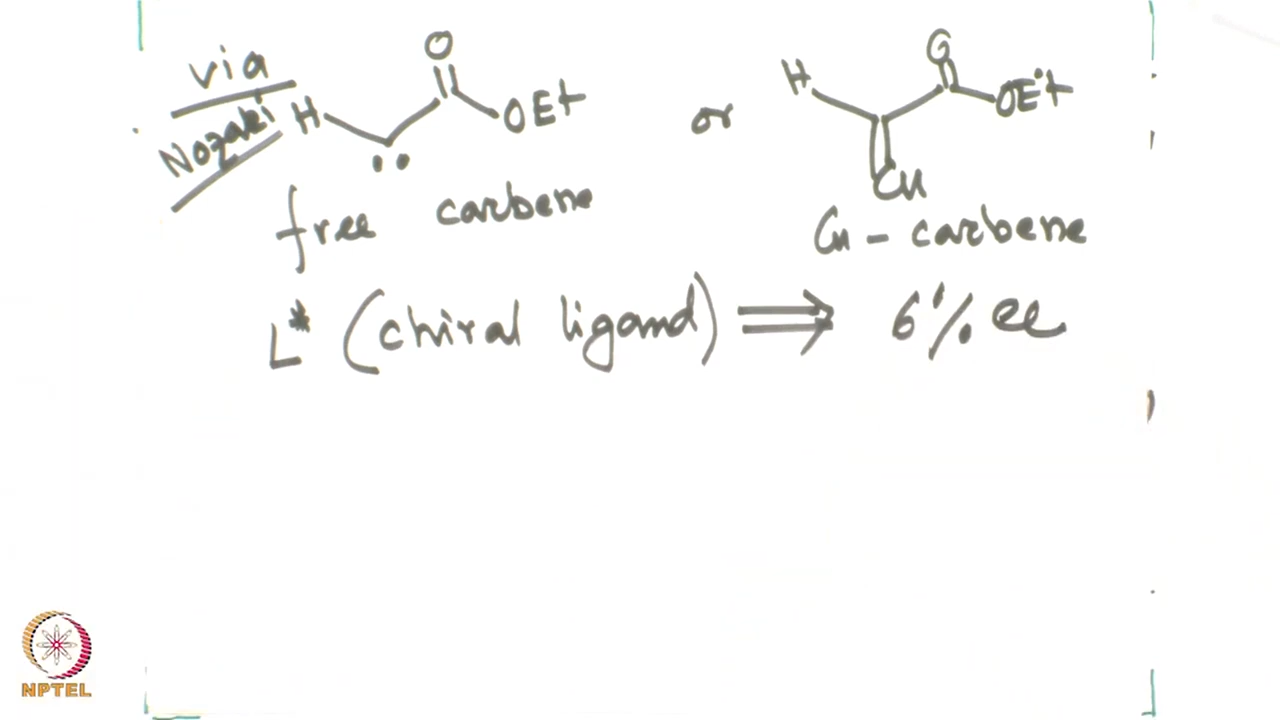 via
Nozaki
H O OEt
or
H O OEt
Cu
free carbene
Cu - carbene
L* (chiral ligand) ⟹ 6% ee
NPTEL